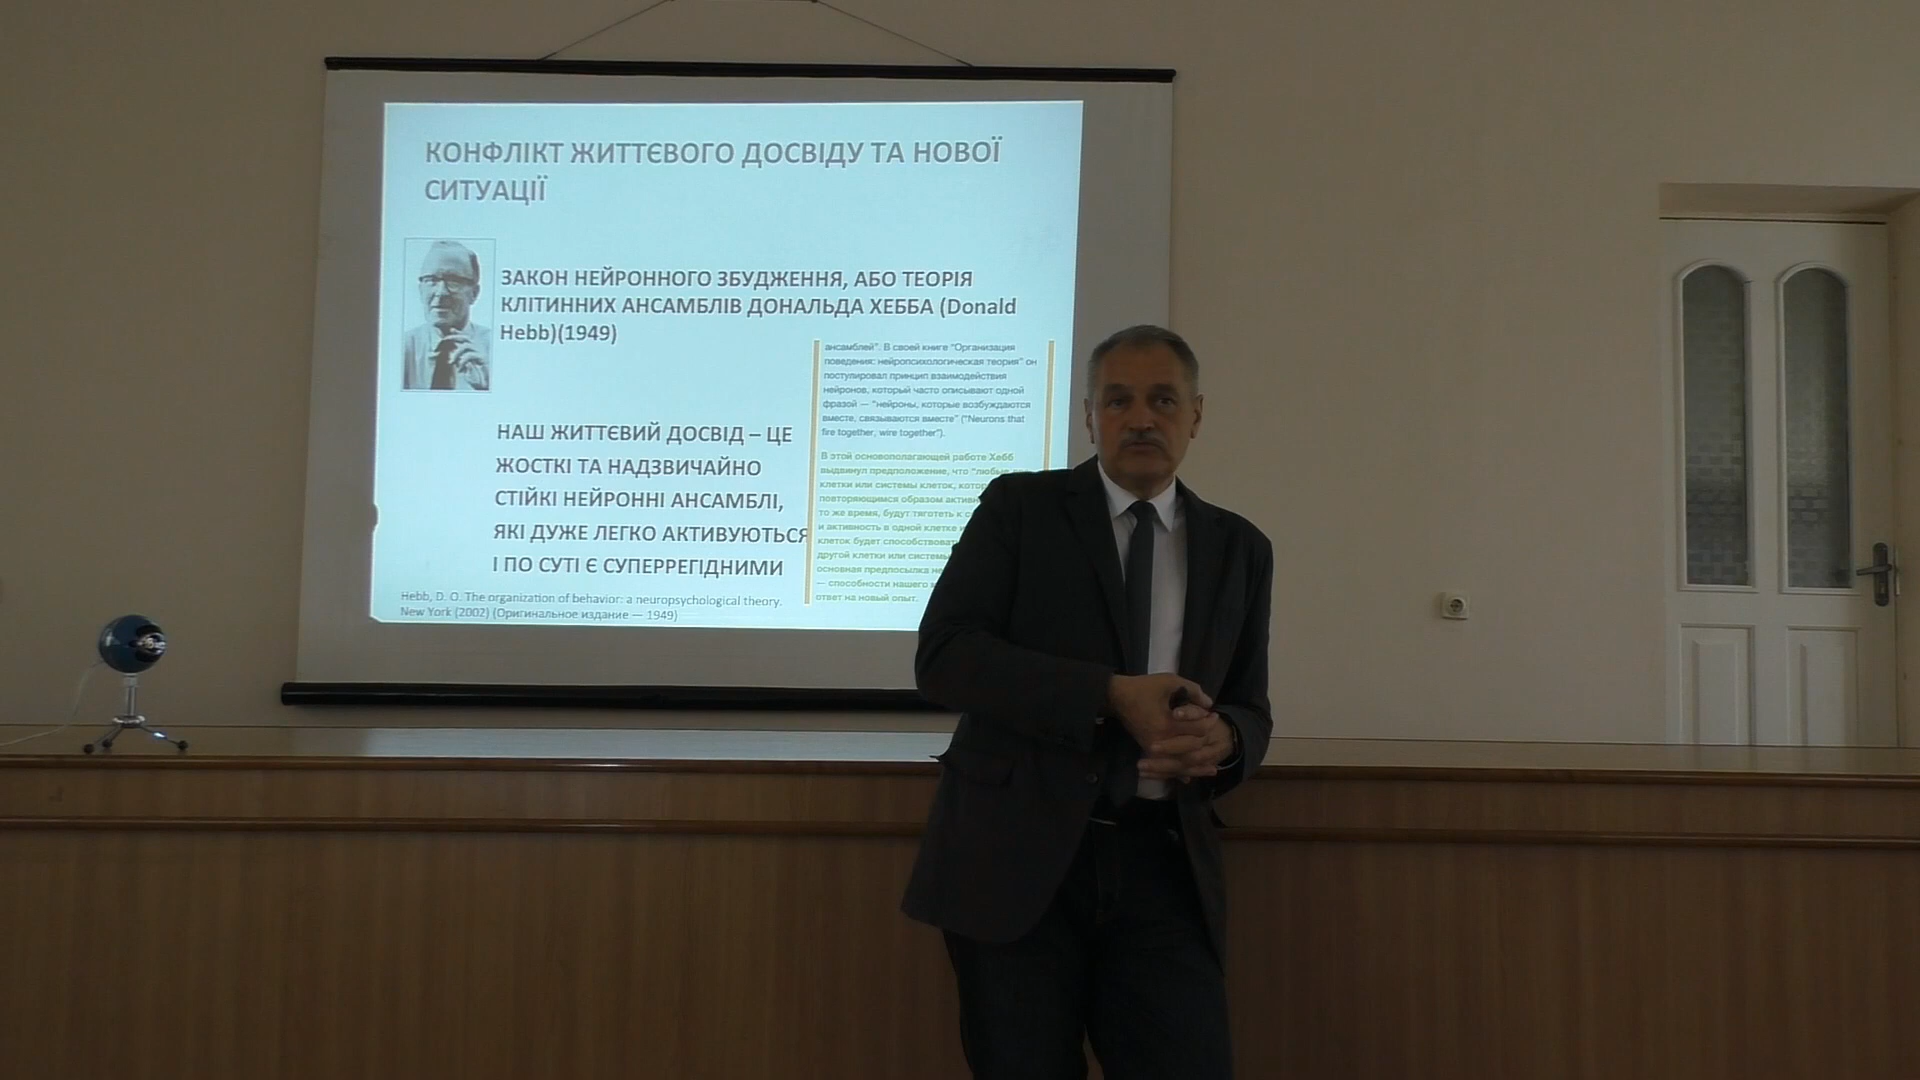 КОНФЛІКТ ЖИТТЄВОГО ДОСВІДУ ТА НОВОЇ
СИТУАЦІЇ
ЗАКОН НЕЙРОННОГО ЗБУДЖЕННЯ, АБО ТЕОРІЯ
КЛІТИННИХ АНСАМБЛІВ ДОНАЛЬДА ХЕББА (Donald
Hebb)(1949)
НАШ ЖИТТЄВИЙ ДОСВІД – ЦЕ
ЖОСТКІ ТА НАДЗВИЧАЙНО
СТІЙКІ НЕЙРОННІ АНСАМБЛІ,
ЯКІ ДУЖЕ ЛЕГКО АКТИВУЮТЬСЯ
І ПО СУТІ Є СУПЕРРЕГІДНИМИ
ансамблей". В своей книге "Организация
поведения: нейропсихологическая теория" он
постулировал принцип взаимодействия
нейронов, который часто описывают одной
фразой — "нейроны, которые возбуждаются
вместе, связываются вместе" ("Neurons that
fire together, wire together").
В этой основополагающей работе Хебб
выдвинул предположение, что "любые
клетки или системы клеток,
повторяющимся образом
то же время, будут тяготеть к
и активность в одной клетке
клеток будет способствовать
другой клетки или системы
основная предпосылка
— способности нашего
ответ на новый опыт.
Hebb, D. O. The organization of behavior: a neuropsychological theory.
New York (2002) (Оригинальное издание — 1949)